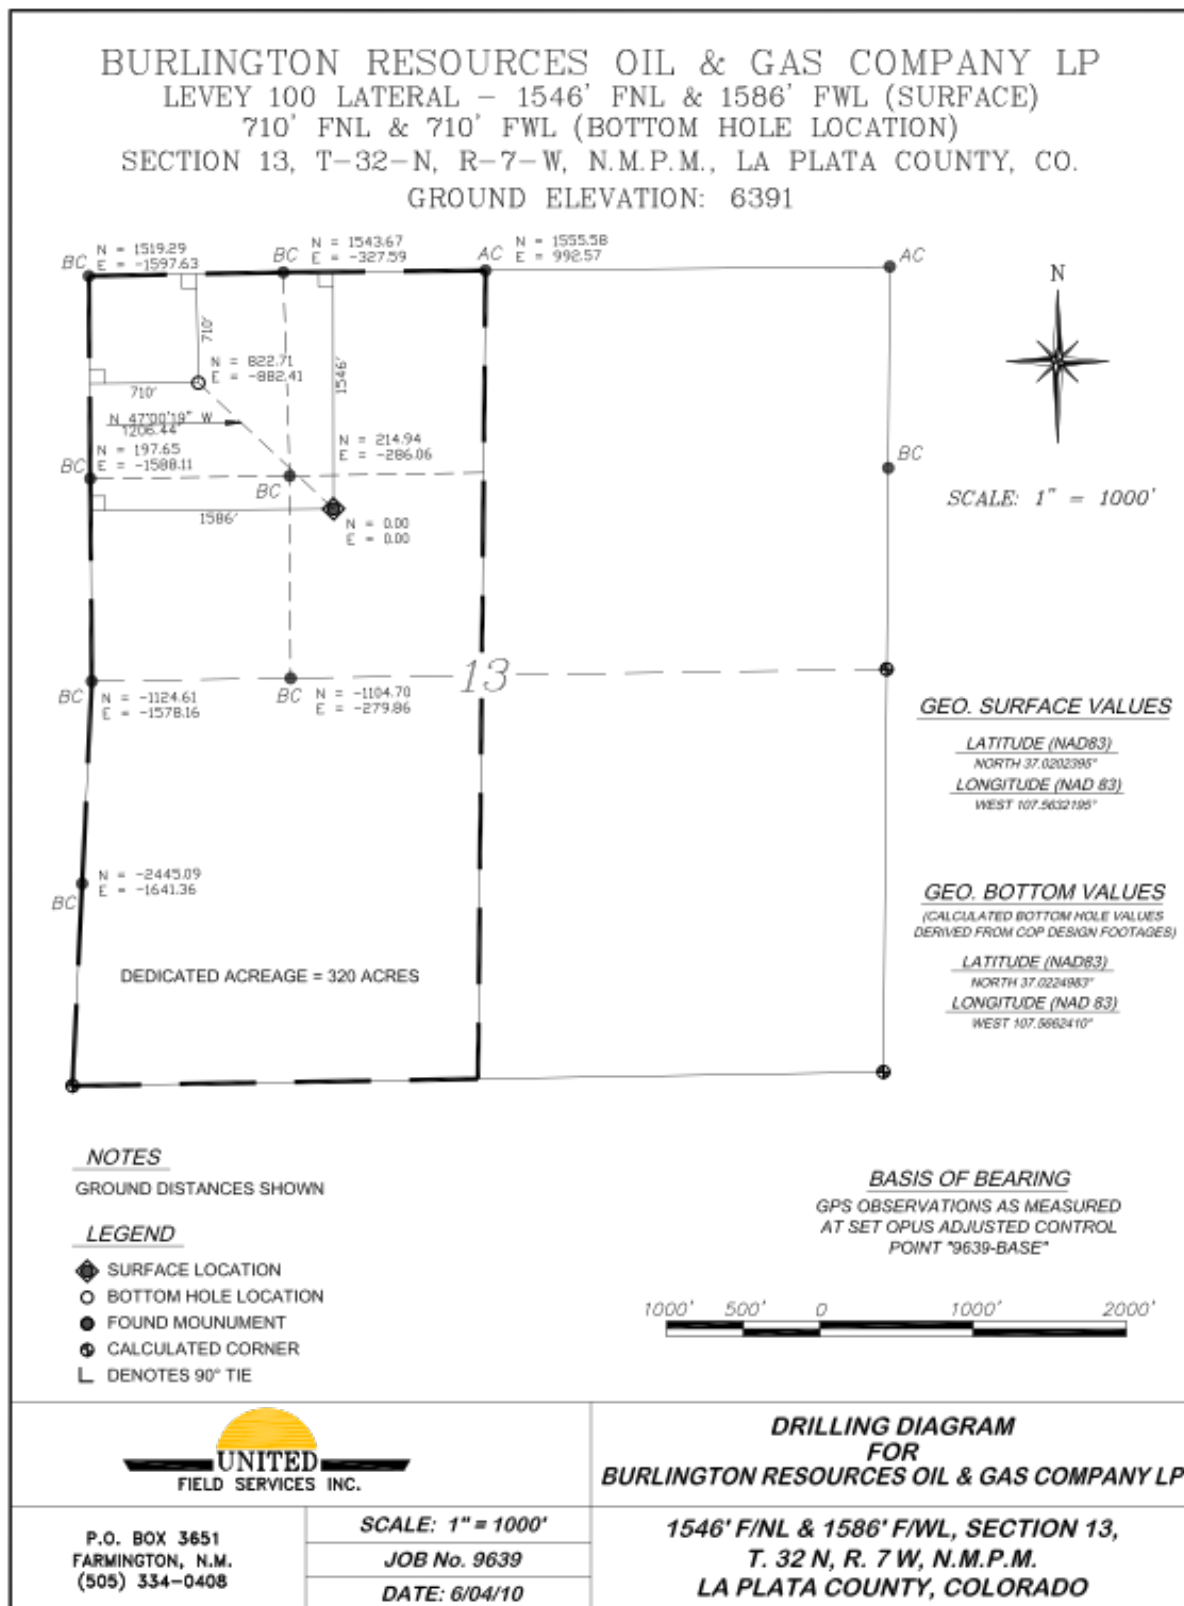 BURLINGTON RESOURCES OIL & GAS COMPANY LP
LEVEY 100 LATERAL – 1546' FNL & 1586' FWL (SURFACE)
710' FNL & 710' FWL (BOTTOM HOLE LOCATION)
SECTION 13, T–32–N, R–7–W, N.M.P.M., LA PLATA COUNTY, CO.
GROUND ELEVATION: 6391
BC
N = 1519.29
E = -1597.63
BC
N = 1543.67
E = -327.59
AC
N = 1555.58
E = 992.57
AC
N
710'
N = 822.71
E = -882.41
1546'
710'
N 47°00'19" W
1206.44'
N = 214.94
E = -286.06
BC
N = 197.65
E = -1588.11
BC
BC
SCALE: 1" = 1000'
1586'
N = 0.00
E = 0.00
13
BC
N = -1124.61
E = -1578.16
BC
N = -1104.70
E = -279.86
GEO. SURFACE VALUES
LATITUDE (NAD83)
NORTH 37.0202395°
LONGITUDE (NAD 83)
WEST 107.5632195°
BC
N = -2445.09
E = -1641.36
GEO. BOTTOM VALUES
(CALCULATED BOTTOM HOLE VALUES
DERIVED FROM COP DESIGN FOOTAGES)
LATITUDE (NAD83)
NORTH 37.0224983°
LONGITUDE (NAD 83)
WEST 107.5662410°
DEDICATED ACREAGE = 320 ACRES
NOTES
GROUND DISTANCES SHOWN
LEGEND
SURFACE LOCATION
BOTTOM HOLE LOCATION
FOUND MOUNUMENT
CALCULATED CORNER
DENOTES 90° TIE
BASIS OF BEARING
GPS OBSERVATIONS AS MEASURED
AT SET OPUS ADJUSTED CONTROL
POINT "9639-BASE"
1000' 500' 0 1000' 2000'
UNITED
FIELD SERVICES INC.
DRILLING DIAGRAM
FOR
BURLINGTON RESOURCES OIL & GAS COMPANY LP
P.O. BOX 3651
FARMINGTON, N.M.
(505) 334–0408
SCALE: 1" = 1000'
JOB No. 9639
DATE: 6/04/10
1546' F/NL & 1586' F/WL, SECTION 13,
T. 32 N, R. 7 W, N.M.P.M.
LA PLATA COUNTY, COLORADO